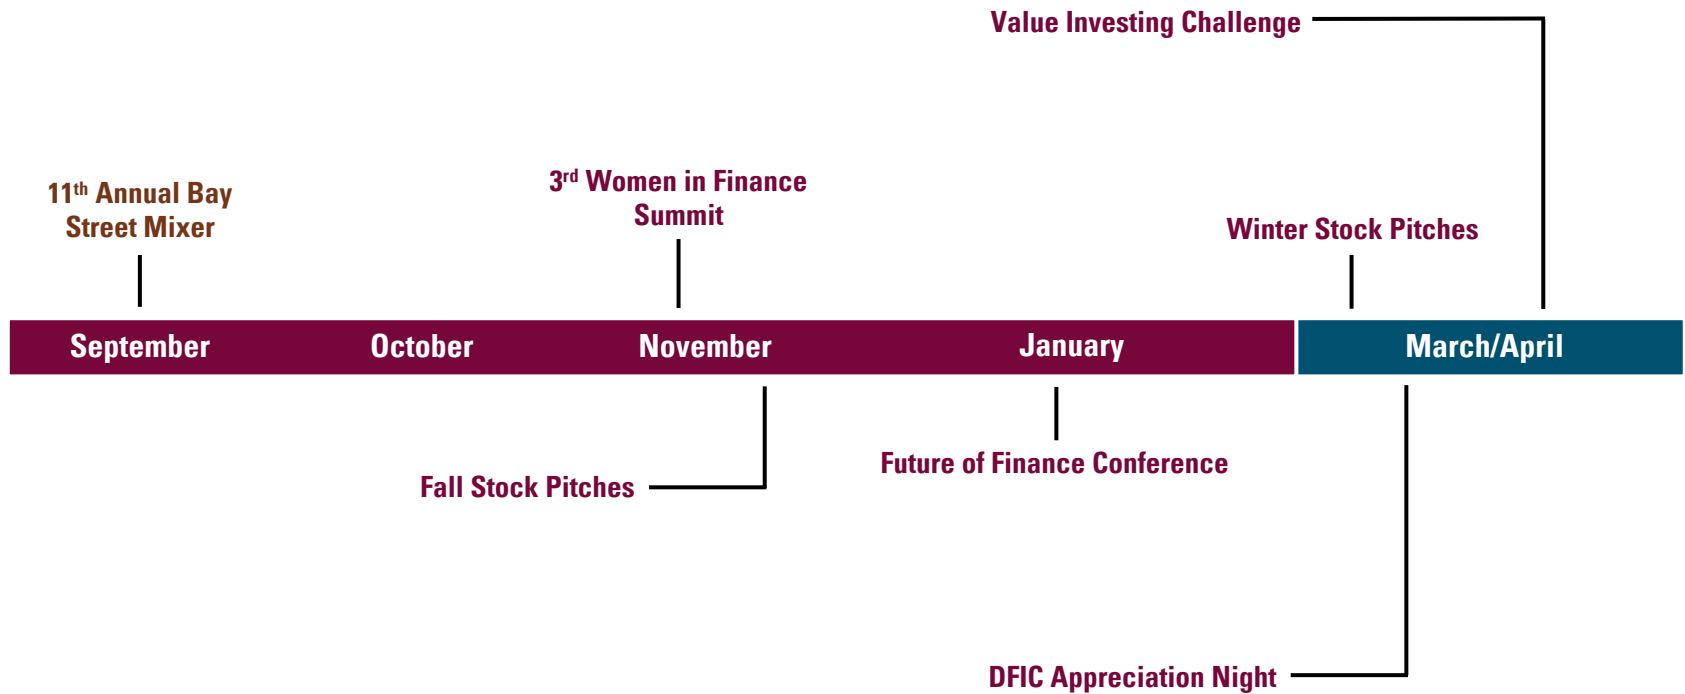 Value Investing Challenge
11th Annual Bay
Street Mixer
3rd Women in Finance
Summit
Winter Stock Pitches
September
October
November
January
March/April
Fall Stock Pitches
Future of Finance Conference
DFIC Appreciation Night